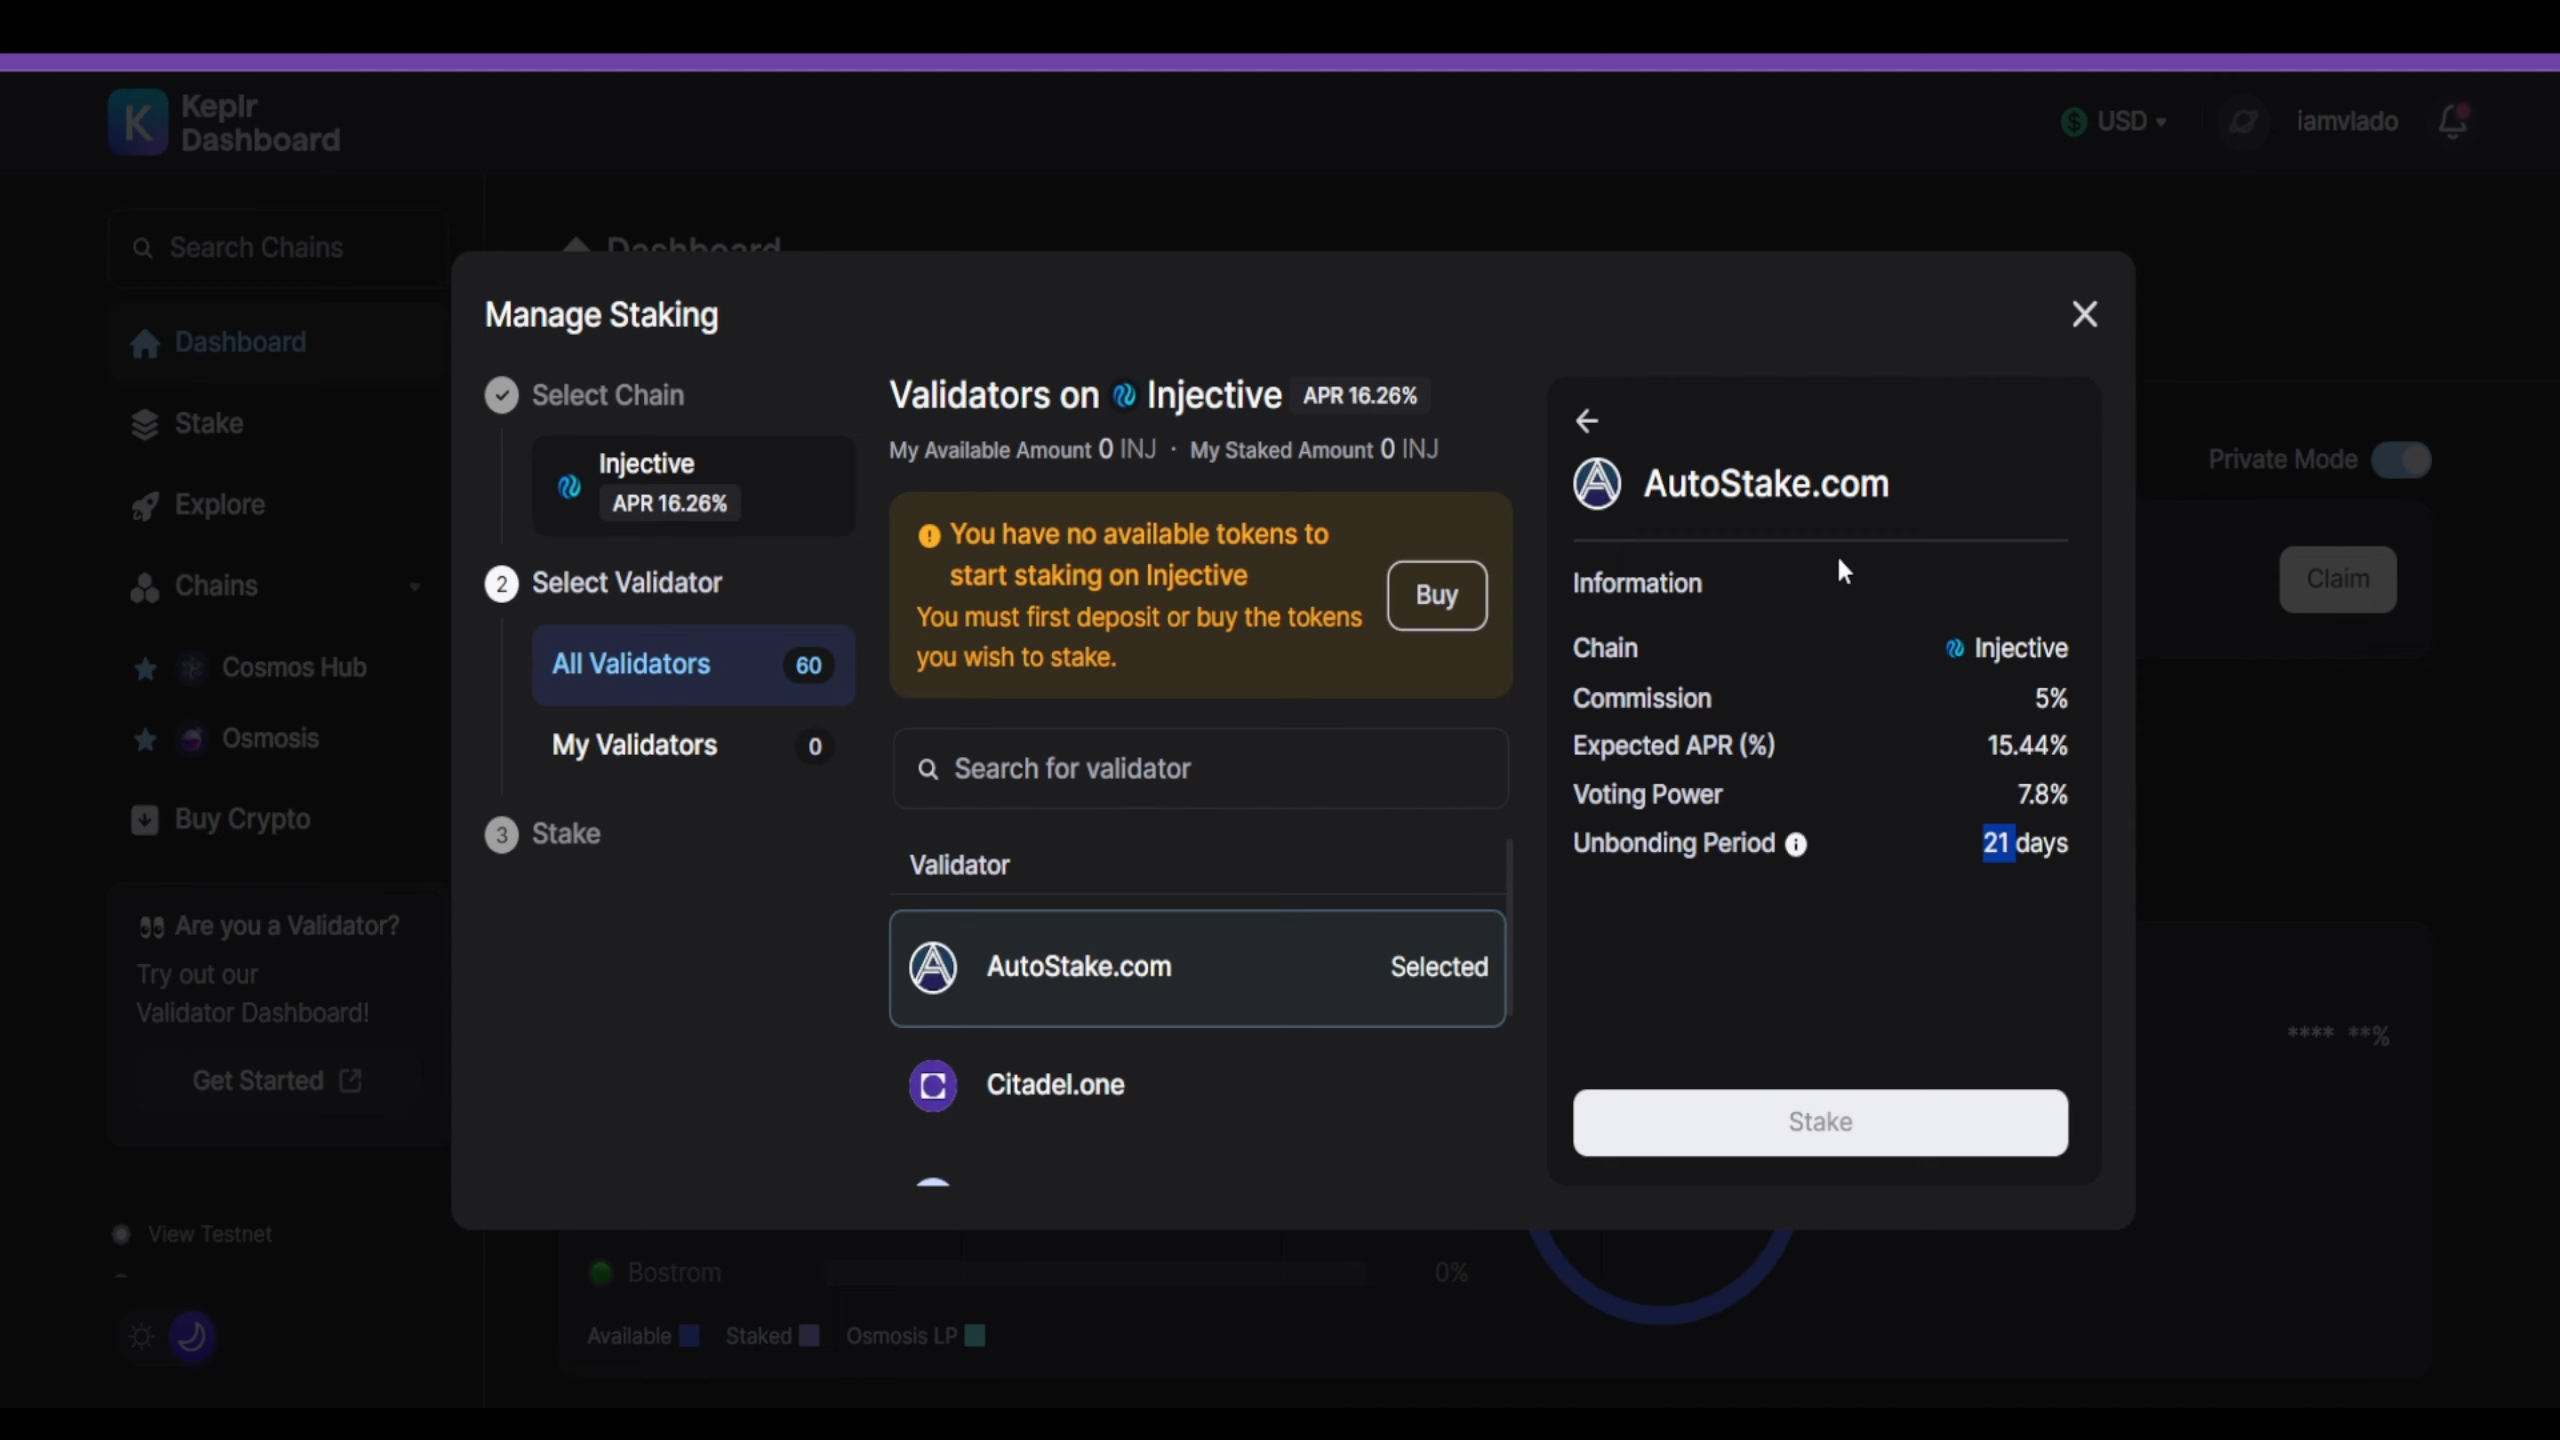 Keplr
Dashboard
USD
iamvlado
Search Chains
Dashboard
Stake
Explore
Chains
Cosmos Hub
Osmosis
Buy Crypto
Are you a Validator?
Try out our
Validator Dashboard!
Get Started
View Testnet
Dashboard
Private Mode
Claim
Manage Staking
Select Chain
Injective
APR 16.26%
2 Select Validator
All Validators 60
My Validators 0
3 Stake
Validators on Injective APR 16.26%
My Available Amount 0 INJ · My Staked Amount 0 INJ
You have no available tokens to
start staking on Injective
You must first deposit or buy the tokens
you wish to stake.
Buy
Search for validator
Validator
AutoStake.com Selected
Citadel.one
AutoStake.com
Information
Chain Injective
Commission 5%
Expected APR (%) 15.44%
Voting Power 7.8%
Unbonding Period 21 days
Stake
**** **%
Bostrom 0%
Available Staked Osmosis LP